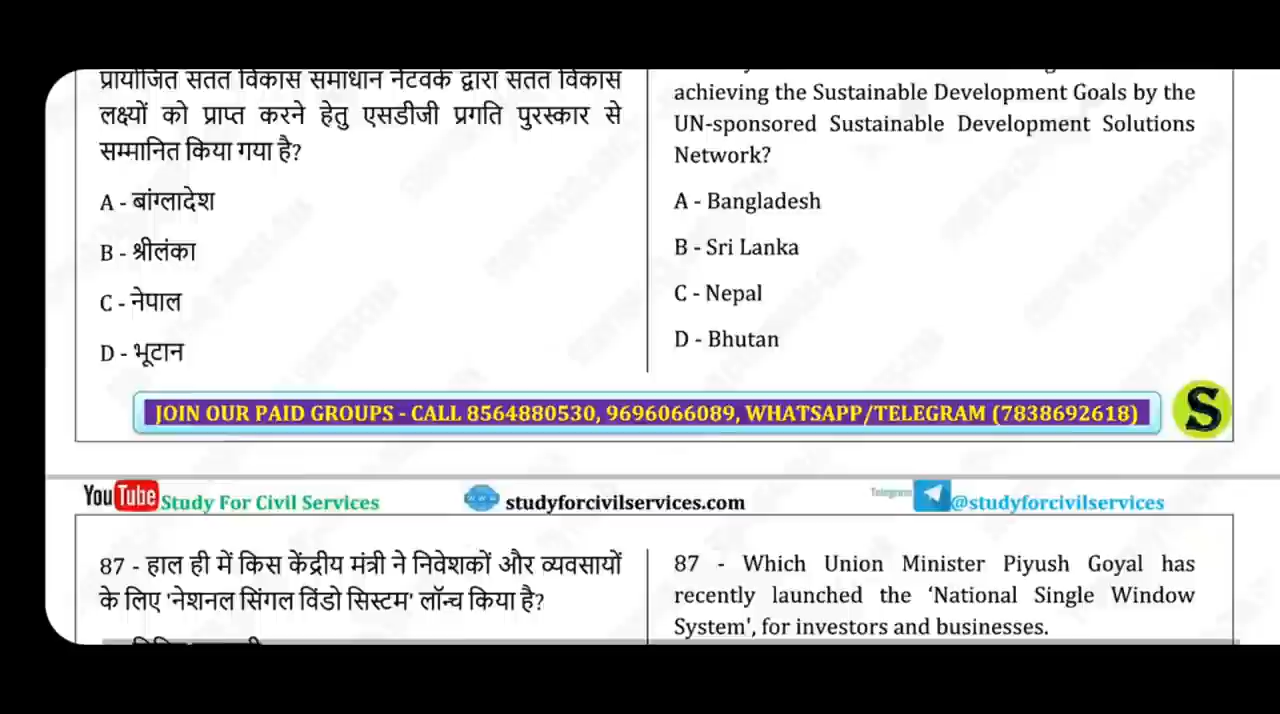 प्रायोजित सतत विकास समाधान नेटवर्क द्वारा सतत विकास
लक्ष्यों को प्राप्त करने हेतु एसडीजी प्रगति पुरस्कार से
सम्मानित किया गया है?
A - बांग्लादेश
B - श्रीलंका
C - नेपाल
D - भूटान
achieving the Sustainable Development Goals by the
UN-sponsored Sustainable Development Solutions
Network?
A - Bangladesh
B - Sri Lanka
C - Nepal
D - Bhutan
JOIN OUR PAID GROUPS - CALL 8564880530, 9696066089, WHATSAPP/TELEGRAM (7838692618)
S
YouTube Study For Civil Services
www studyforcivilservices.com
Telegram @studyforcivilservices
87 - हाल ही में किस केंद्रीय मंत्री ने निवेशकों और व्यवसायों
के लिए 'नेशनल सिंगल विंडो सिस्टम' लॉन्च किया है?
87 - Which Union Minister Piyush Goyal has
recently launched the ‘National Single Window
System', for investors and businesses.